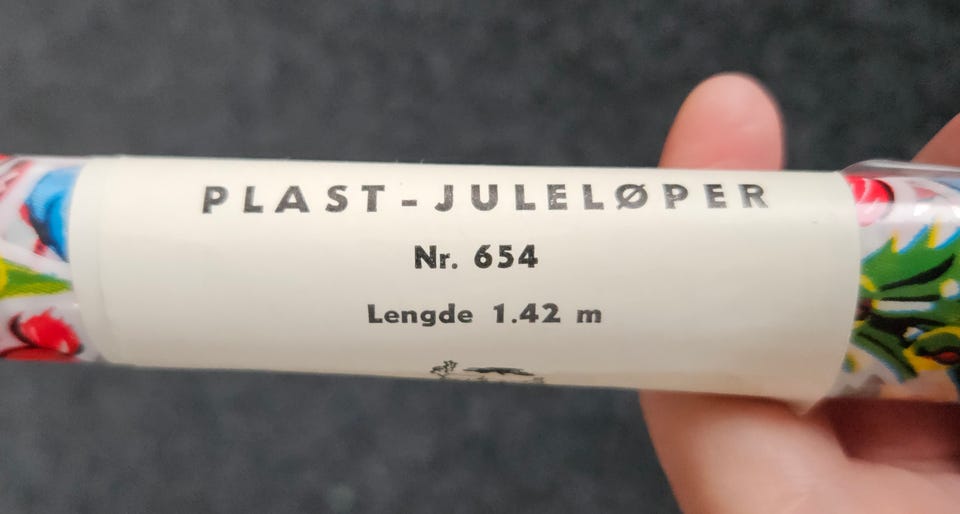 PLAST-JULELØPER
Nr. 654
Lengde 1.42 m